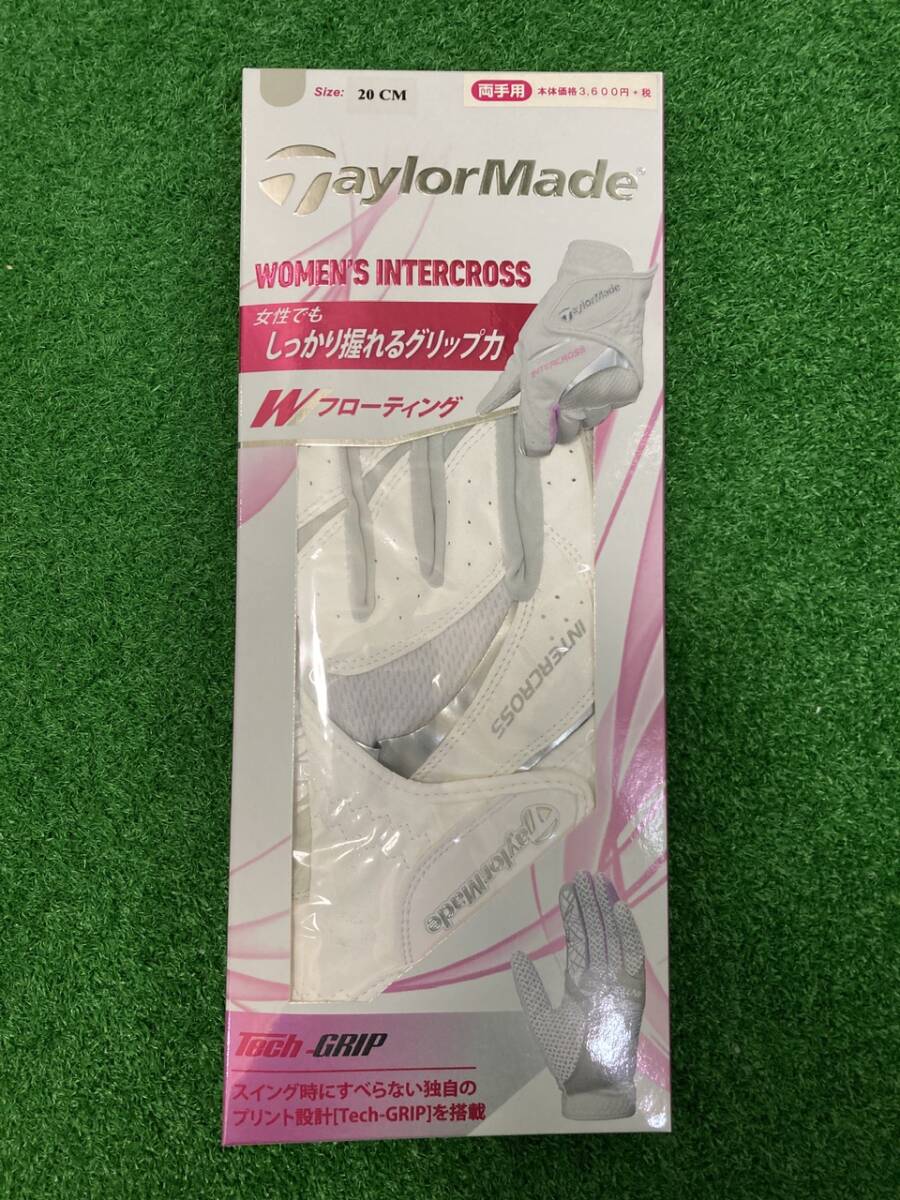 Size: 20 CM
両手用 本体価格3,600円+税
TaylorMade
WOMEN'S INTERCROSS
女性でも
しっかり握れるグリップ力
W/フローティング
TaylorMade
INTERCROSS
INTERCROSS
TaylorMade
Tech-GRIP
スイング時にすべらない独自の
プリント設計[Tech-GRIP]を搭載